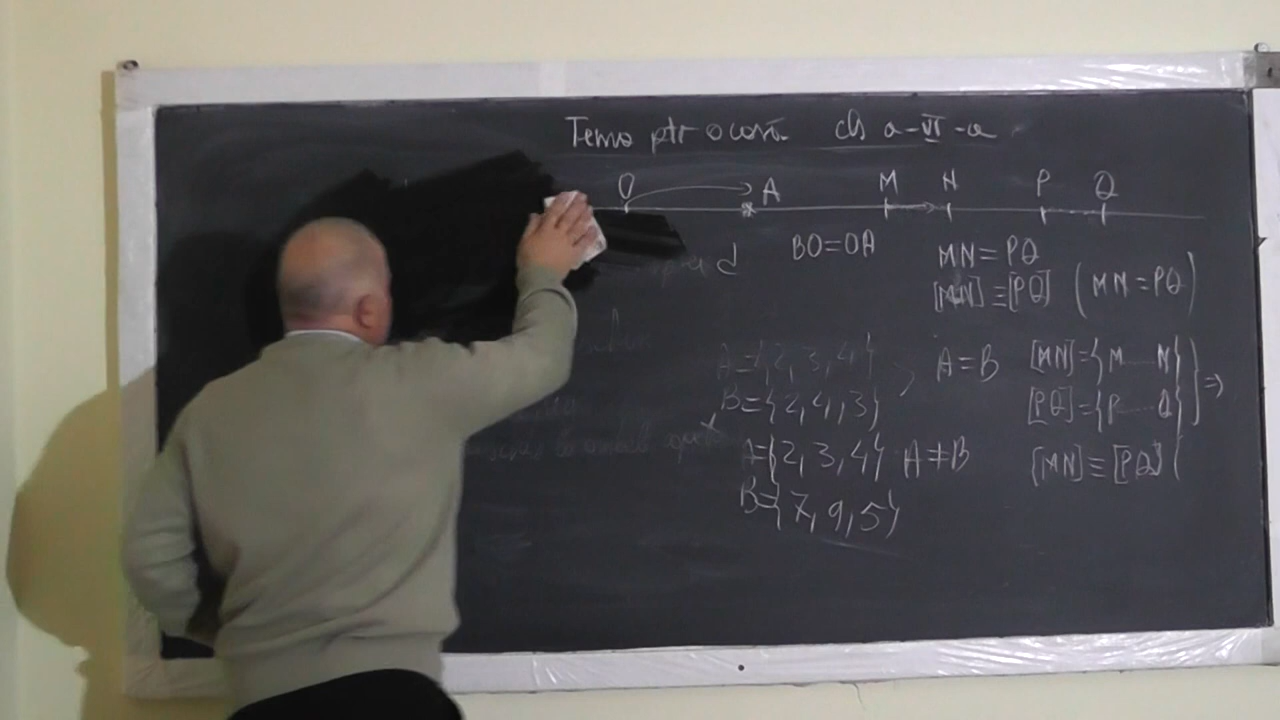 Tema ptr acasă cls a-VI-a
O A M N P Q
BO=OA MN=PQ
[MN]≡[PQ] (MN=PQ)
A={2,3,4} A=B [MN]={M N}
B={2,4,3} [PQ]={P Q} =>
A={2,3,4} A≠B [MN]≡[PQ]
B={7,9,5}